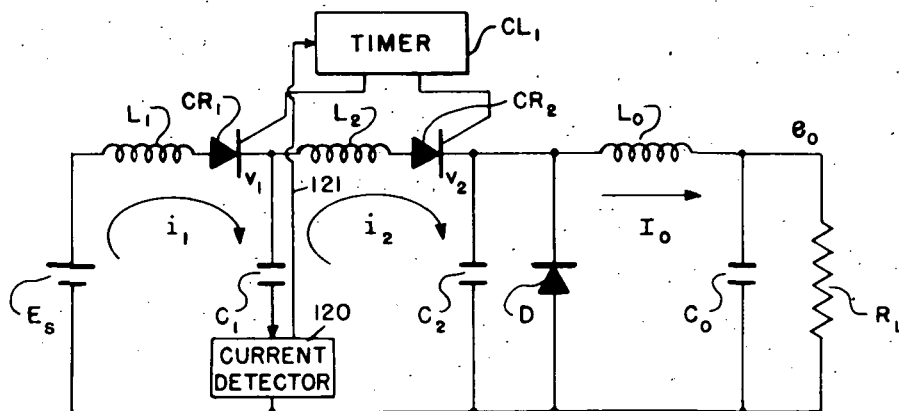 TIMER
CL1
CR1
CR2
L1
L2
L0
e0
v1
121
v2
i1
i2
I0
Es
C1
120
C2
D
C0
RL
CURRENT
DETECTOR